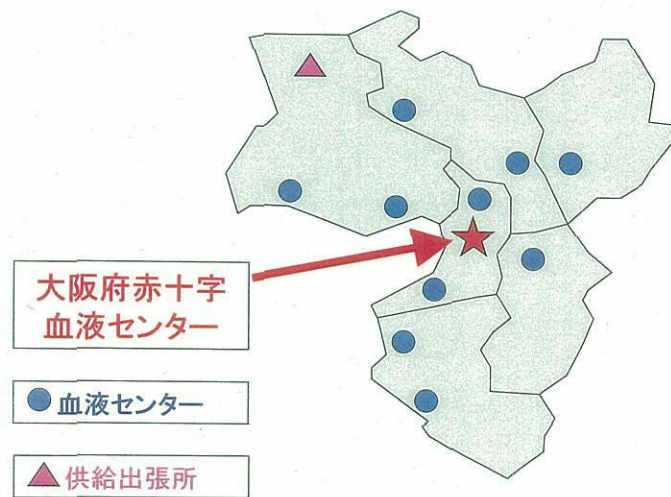 大阪府赤十字
血液センター
血液センター
供給出張所